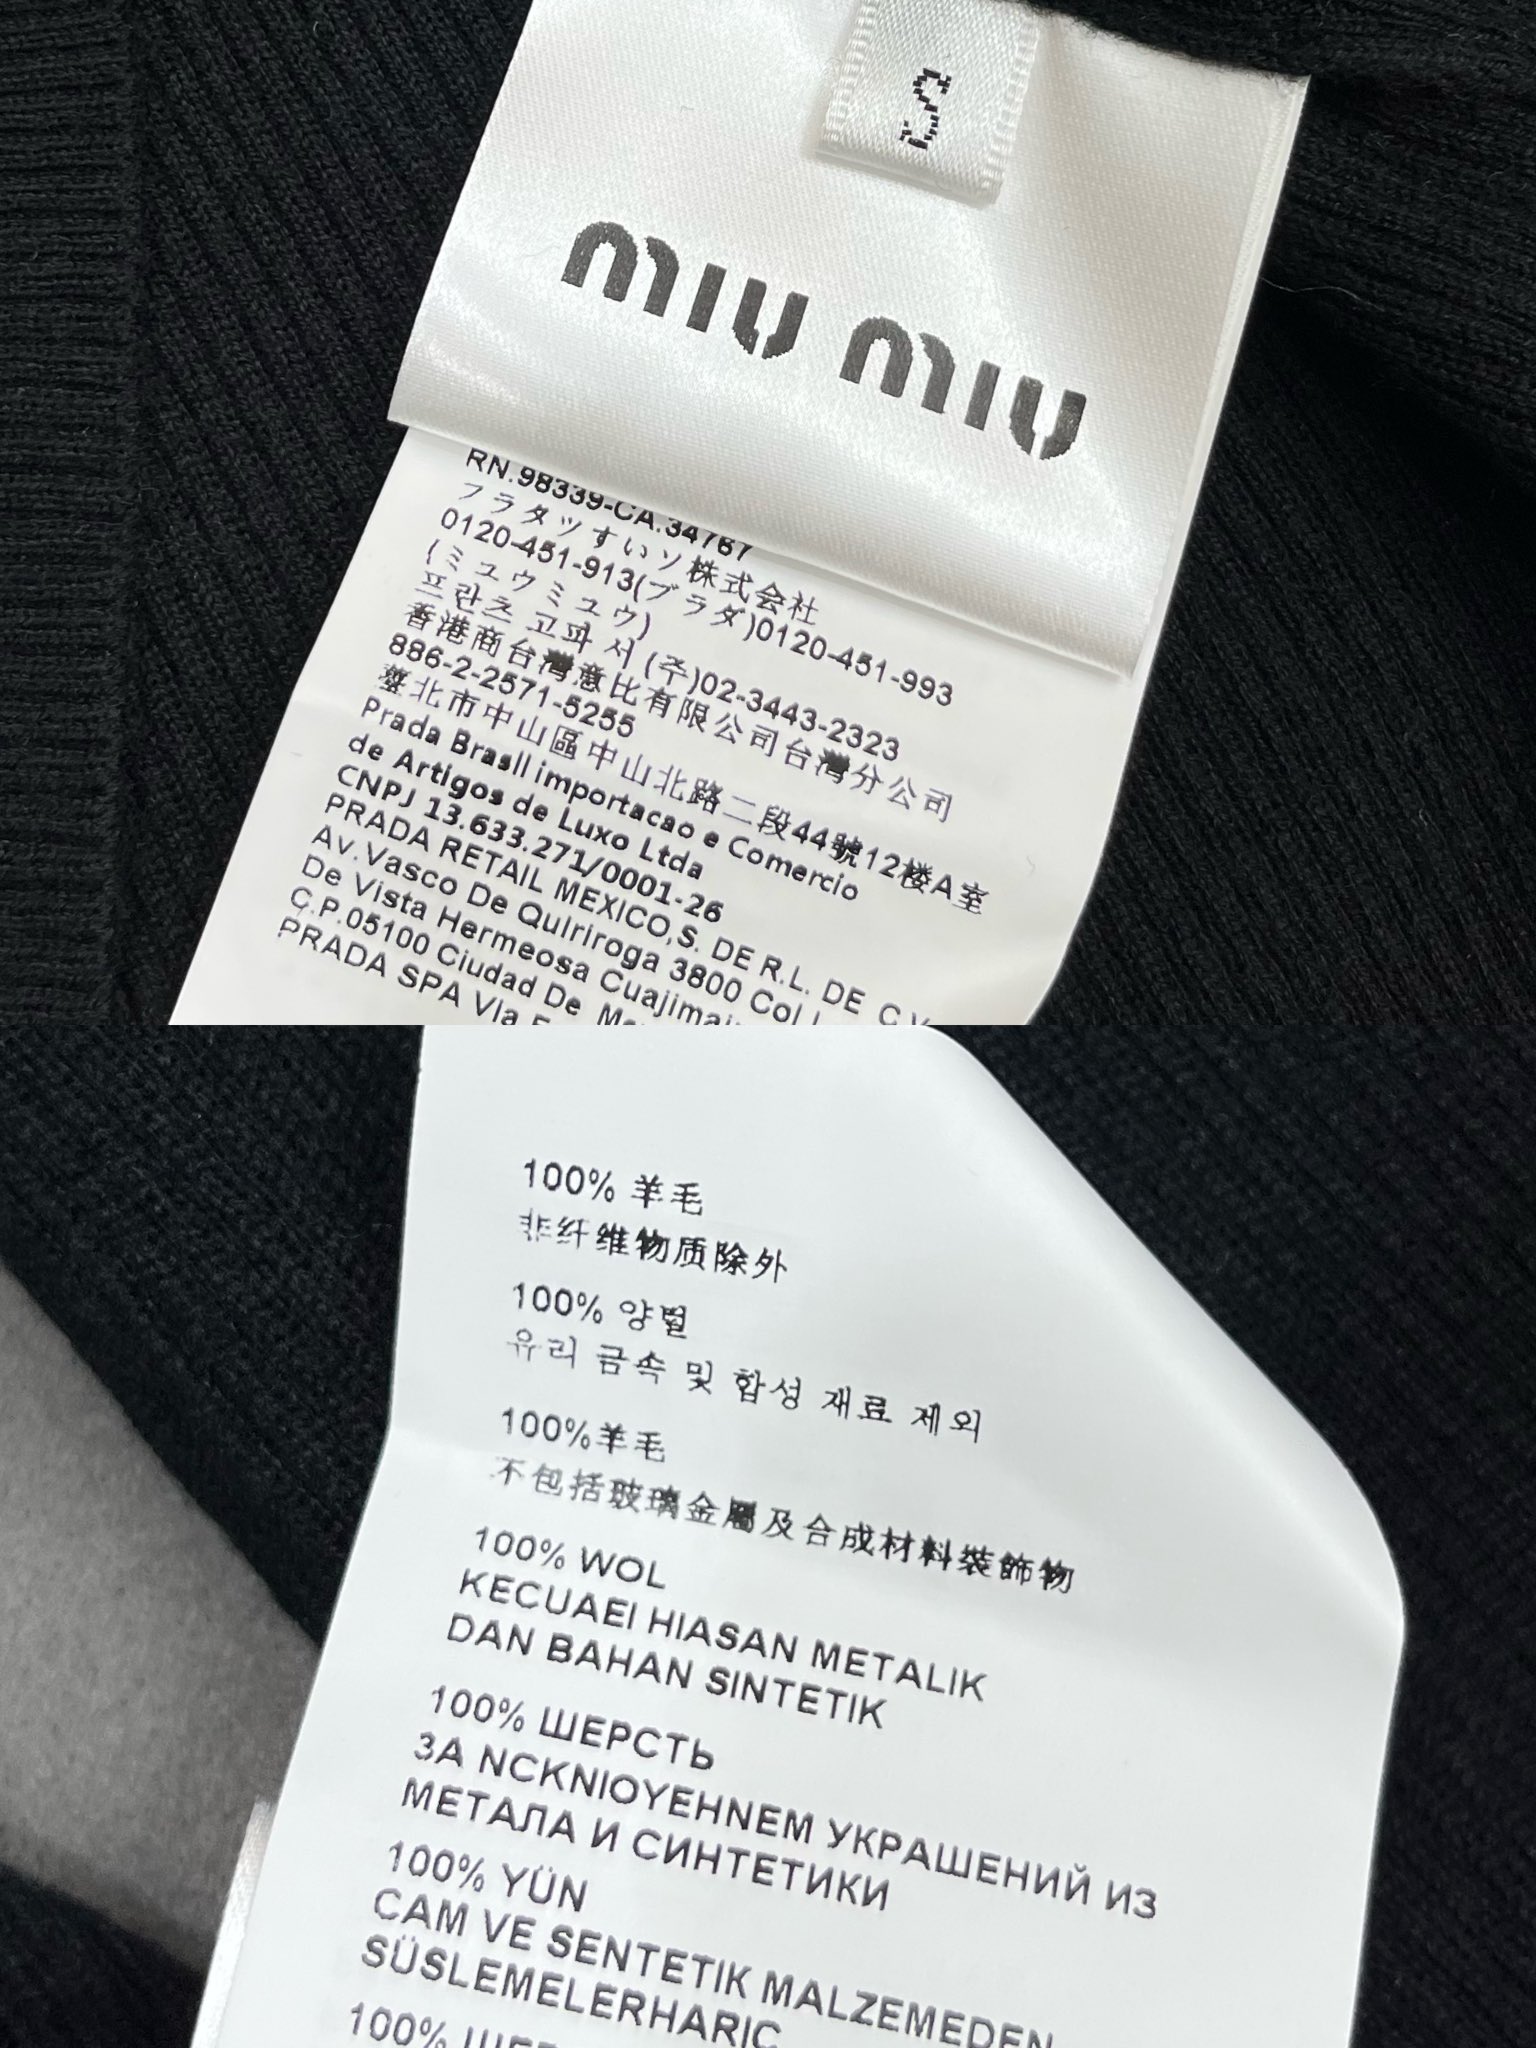 S
miu miu
RN.98339-CA.34767
フラタツすいソ株式会社
0120-451-913(ブラダ)0120-451-993
(ミュウミュウ)
프란츠 고파 서 (주)02-3443-2323
香港商台灣意比有限公司台灣分公司
886-2-2571-5255
北市中山區中山北路二段44號12楼A室
Prada Brasil importacao e Comercio
de Artigos de Luxo Ltda
CNPJ 13.633.271/0001-26
PRADA RETAIL MEXICO,S. DE R.L. DE C.V
Av.Vasco De Quiriroga 3800 Col
De Vista Hermeosa Cuajimai
C.P.05100 Ciudad De
PRADA SPA Via
100% 羊毛
非纤维物质除外
100% 양털
유리 금속 및 합성 재료 제외
100%羊毛
不包括玻璃金屬及合成材料裝飾物
100% WOL
KECUAEI HIASAN METALIK
DAN BAHAN SINTETIK
100% ШЕРСТЬ
ЗА NCKNIOYEHNEM УКРАШЕНИЙ ИЗ
МЕТАЛА И СИНТЕТИКИ
100% YÜN
CAM VE SENTETIK MALZEMEDEN
SÜSLEMELERHARIC
100%